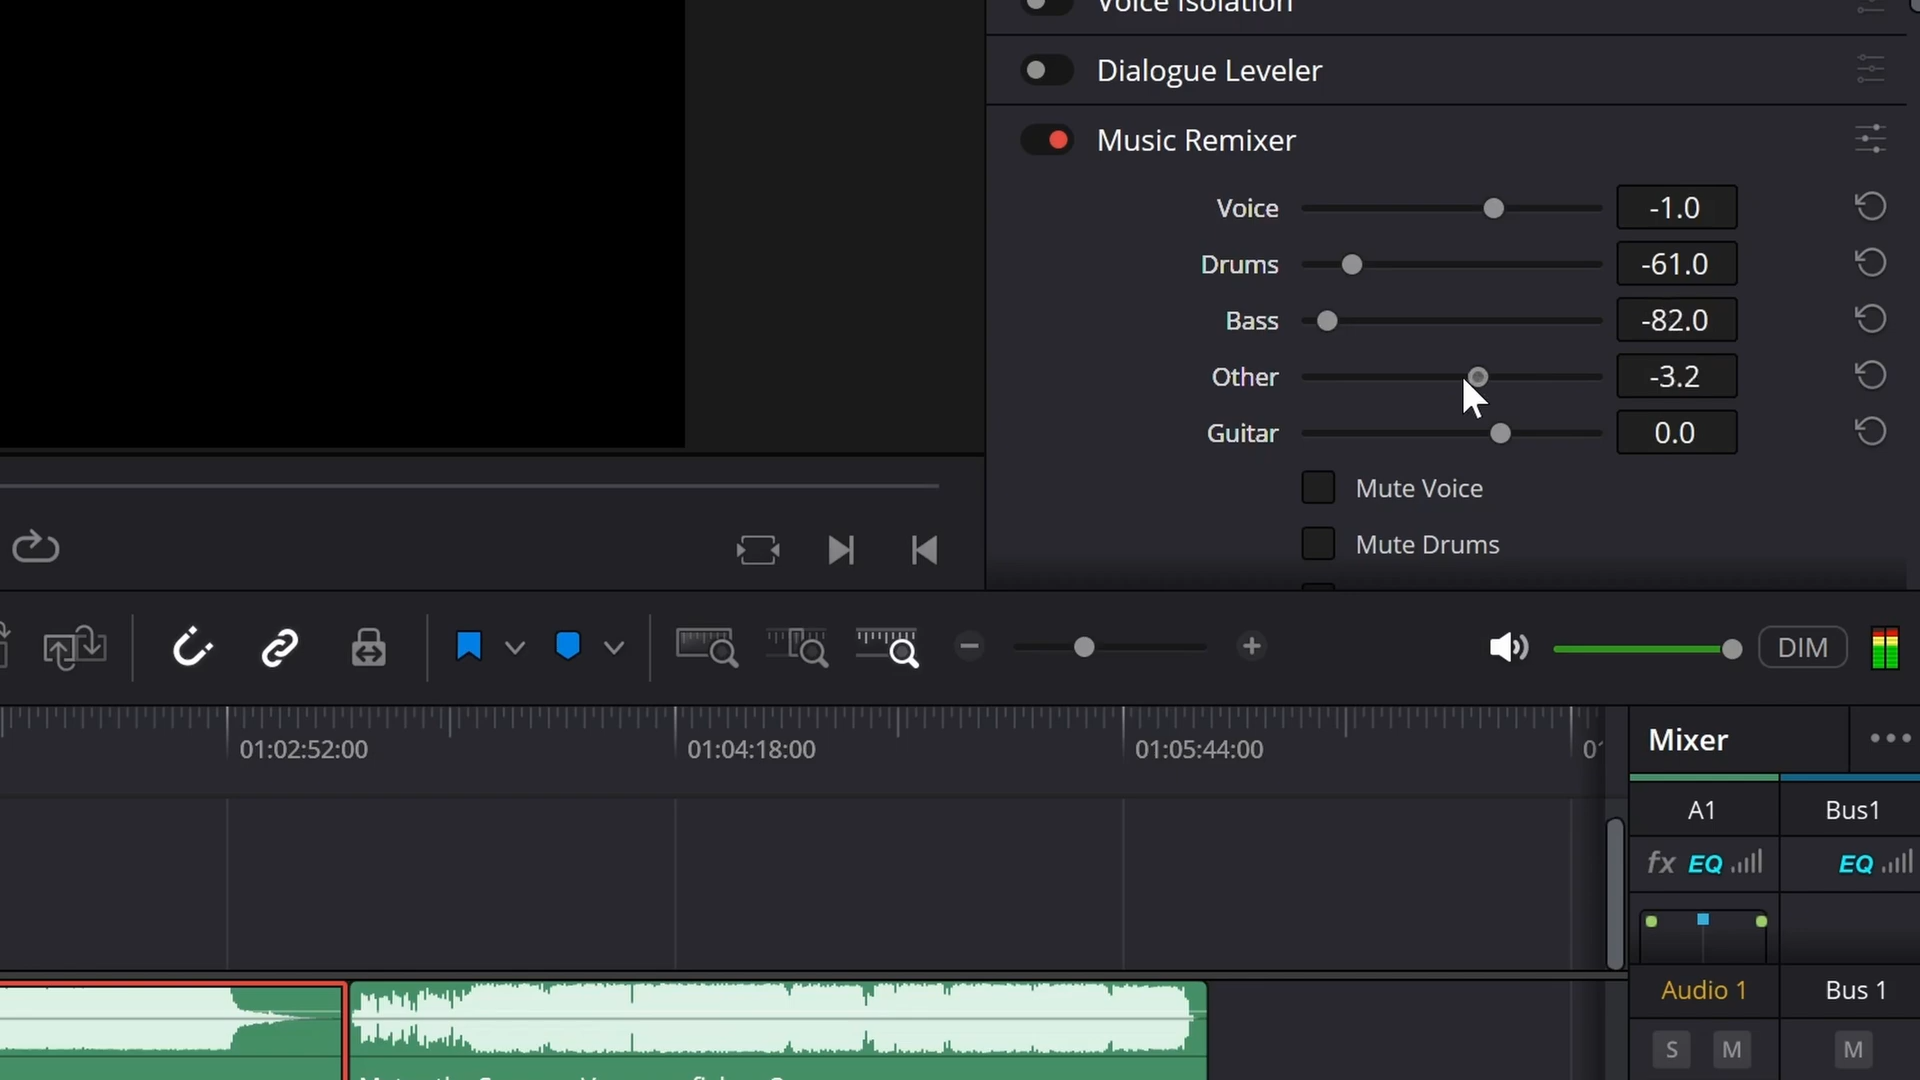 Voice Isolation
Dialogue Leveler
Music Remixer
Voice -1.0
Drums -61.0
Bass -82.0
Other -3.2
Guitar 0.0
Mute Voice
Mute Drums
DIM
01:02:52:00 01:04:18:00 01:05:44:00
Mixer
A1 Bus1
fx EQ EQ
Audio 1 Bus 1
S M M